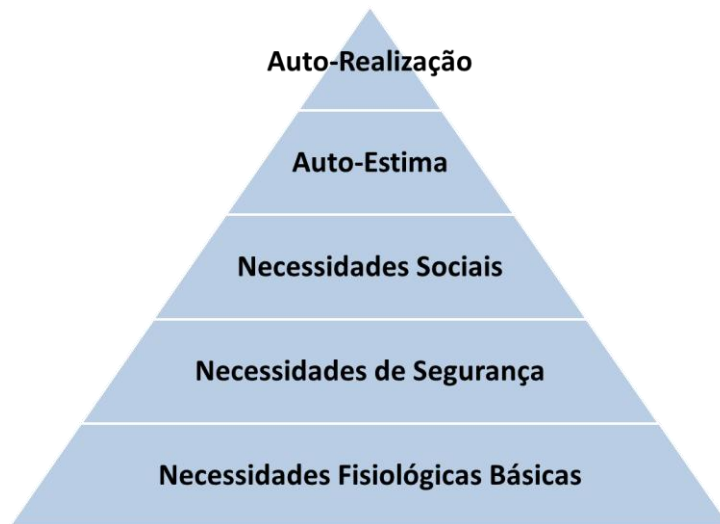 Auto-Realização
Auto-Estima
Necessidades Sociais
Necessidades de Segurança
Necessidades Fisiológicas Básicas